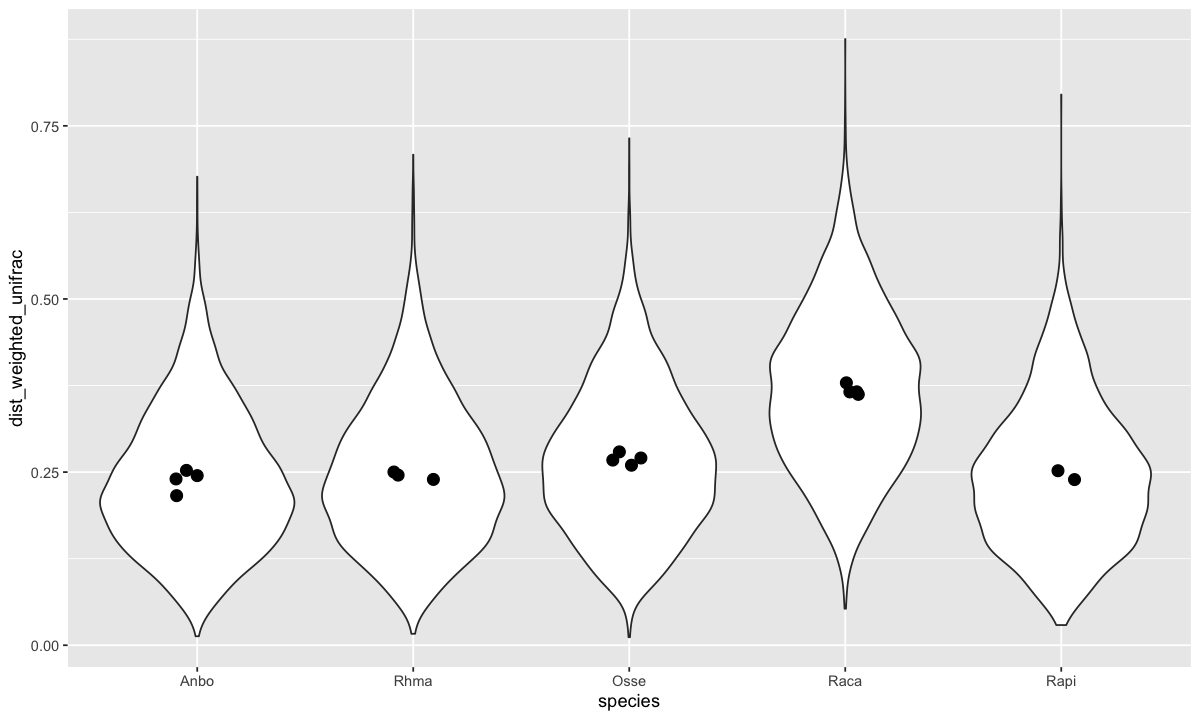 dist_weighted_unifrac
0.75
0.50
0.25
0.00
Anbo
Rhma
Osse
Raca
Rapi
species